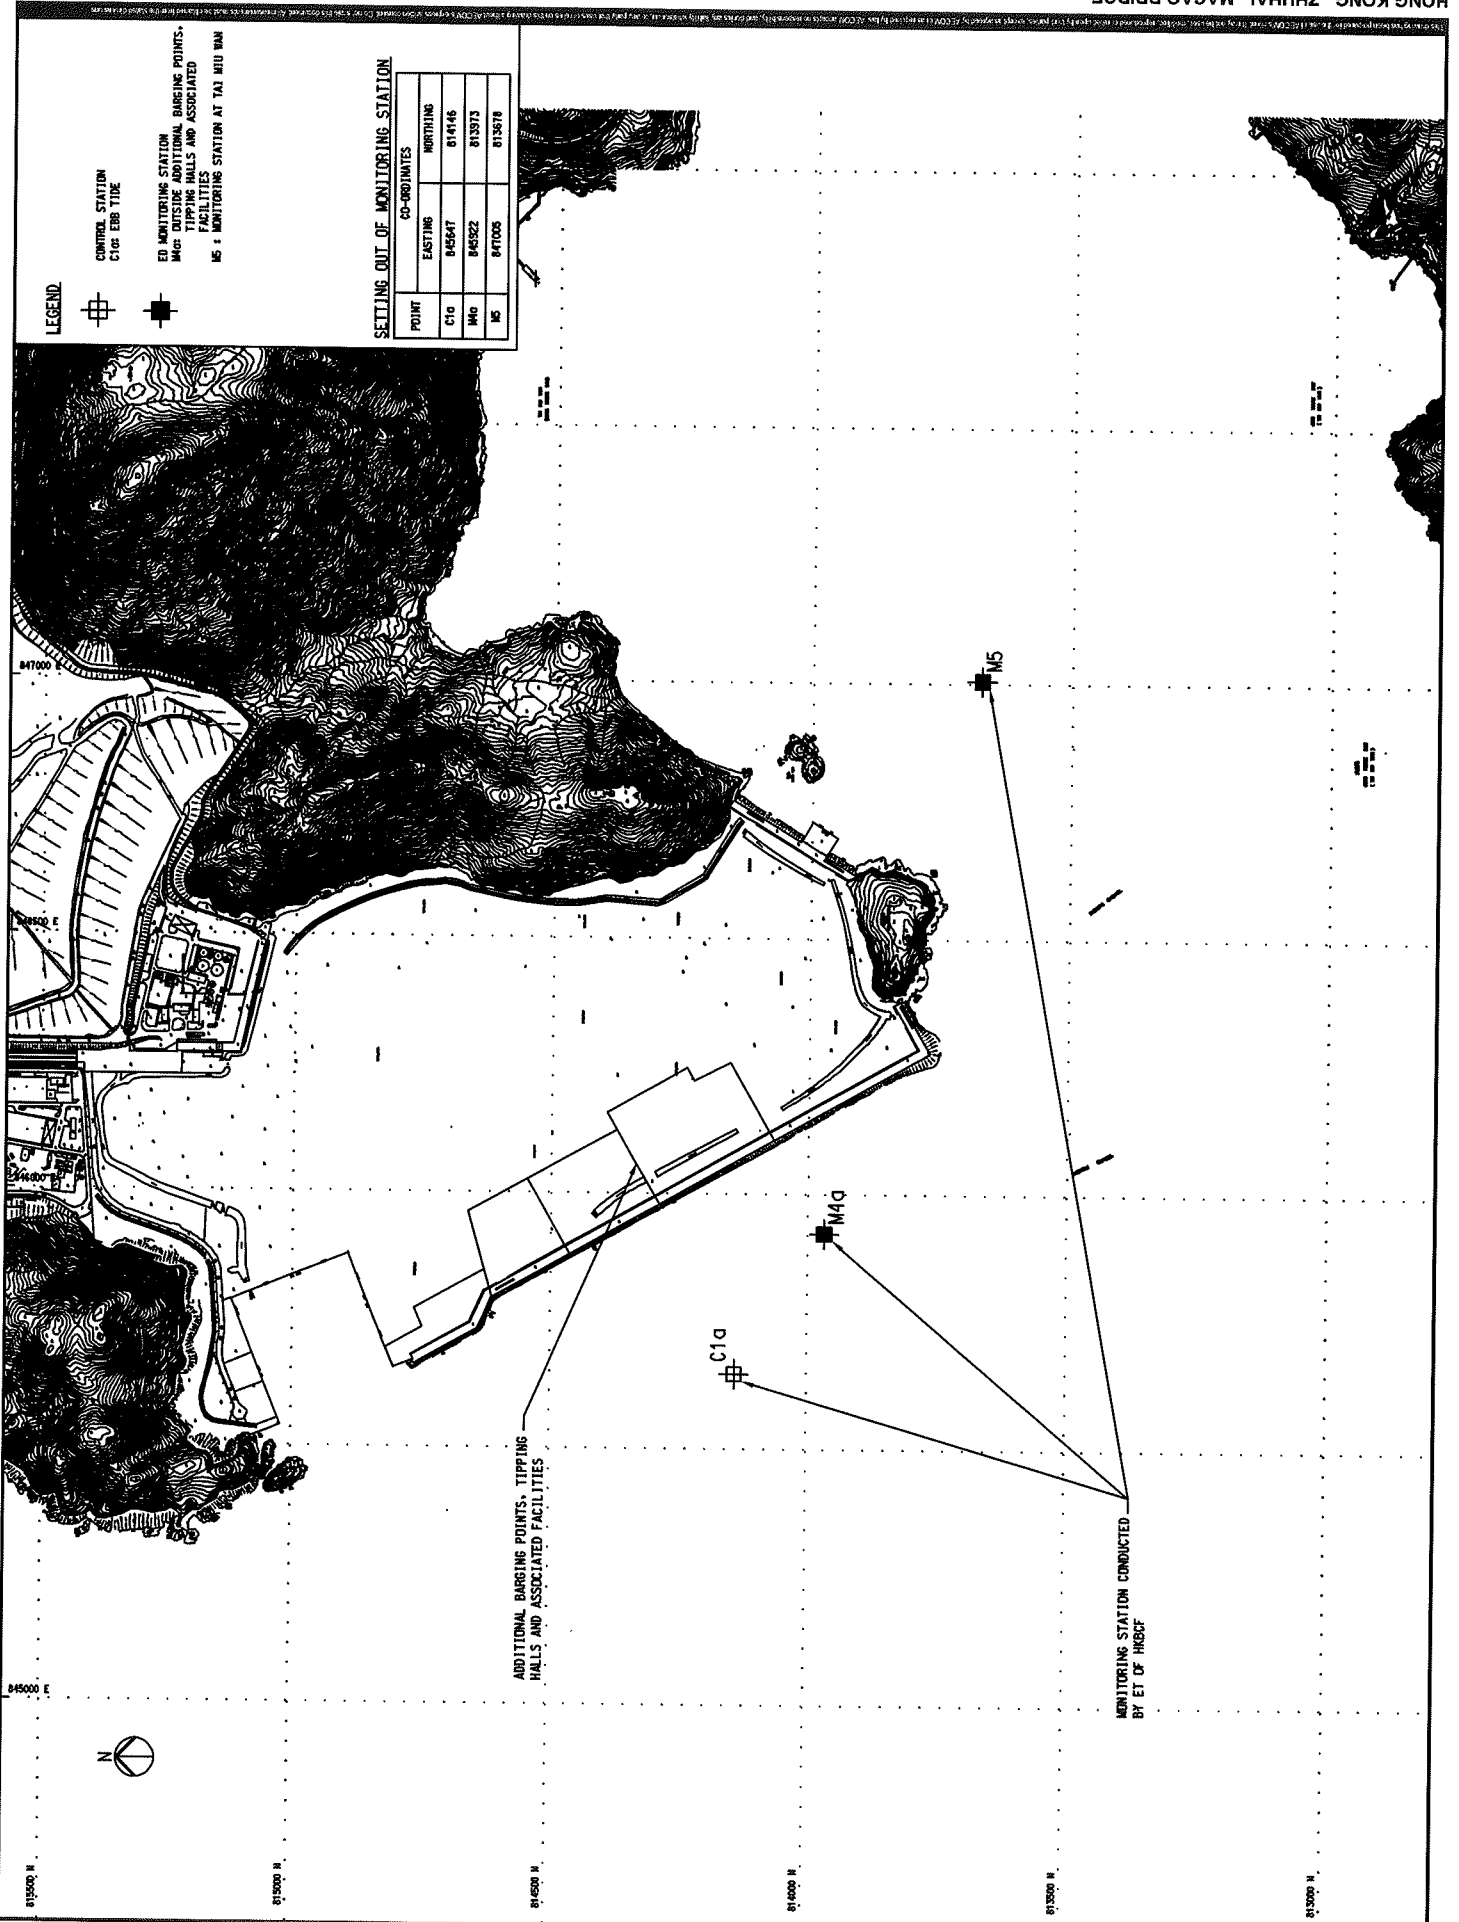 LEGEND
CONTROL STATION
C1a: EBB TIDE
ED MONITORING STATION
M4a: OUTSIDE ADDITIONAL BARGING POINTS,
TIPPING HALLS AND ASSOCIATED
FACILITIES
M5 : MONITORING STATION AT TAI MIU WAN
SETTING OUT OF MONITORING STATION
POINT CO-ORDINATES
EASTING NORTHING
C1a 845647 814146
M4a 845922 813973
M5 847005 813678
847000 E
846500 E
846000 E
845000 E
N
M5
M4a
C1a
ADDITIONAL BARGING POINTS, TIPPING
HALLS AND ASSOCIATED FACILITIES
MONITORING STATION CONDUCTED
BY ET OF HKBCF
815500 N
815000 N
814500 N
814000 N
813500 N
813000 N
HONG KONG - ZHUHAI - MACAO BRIDGE